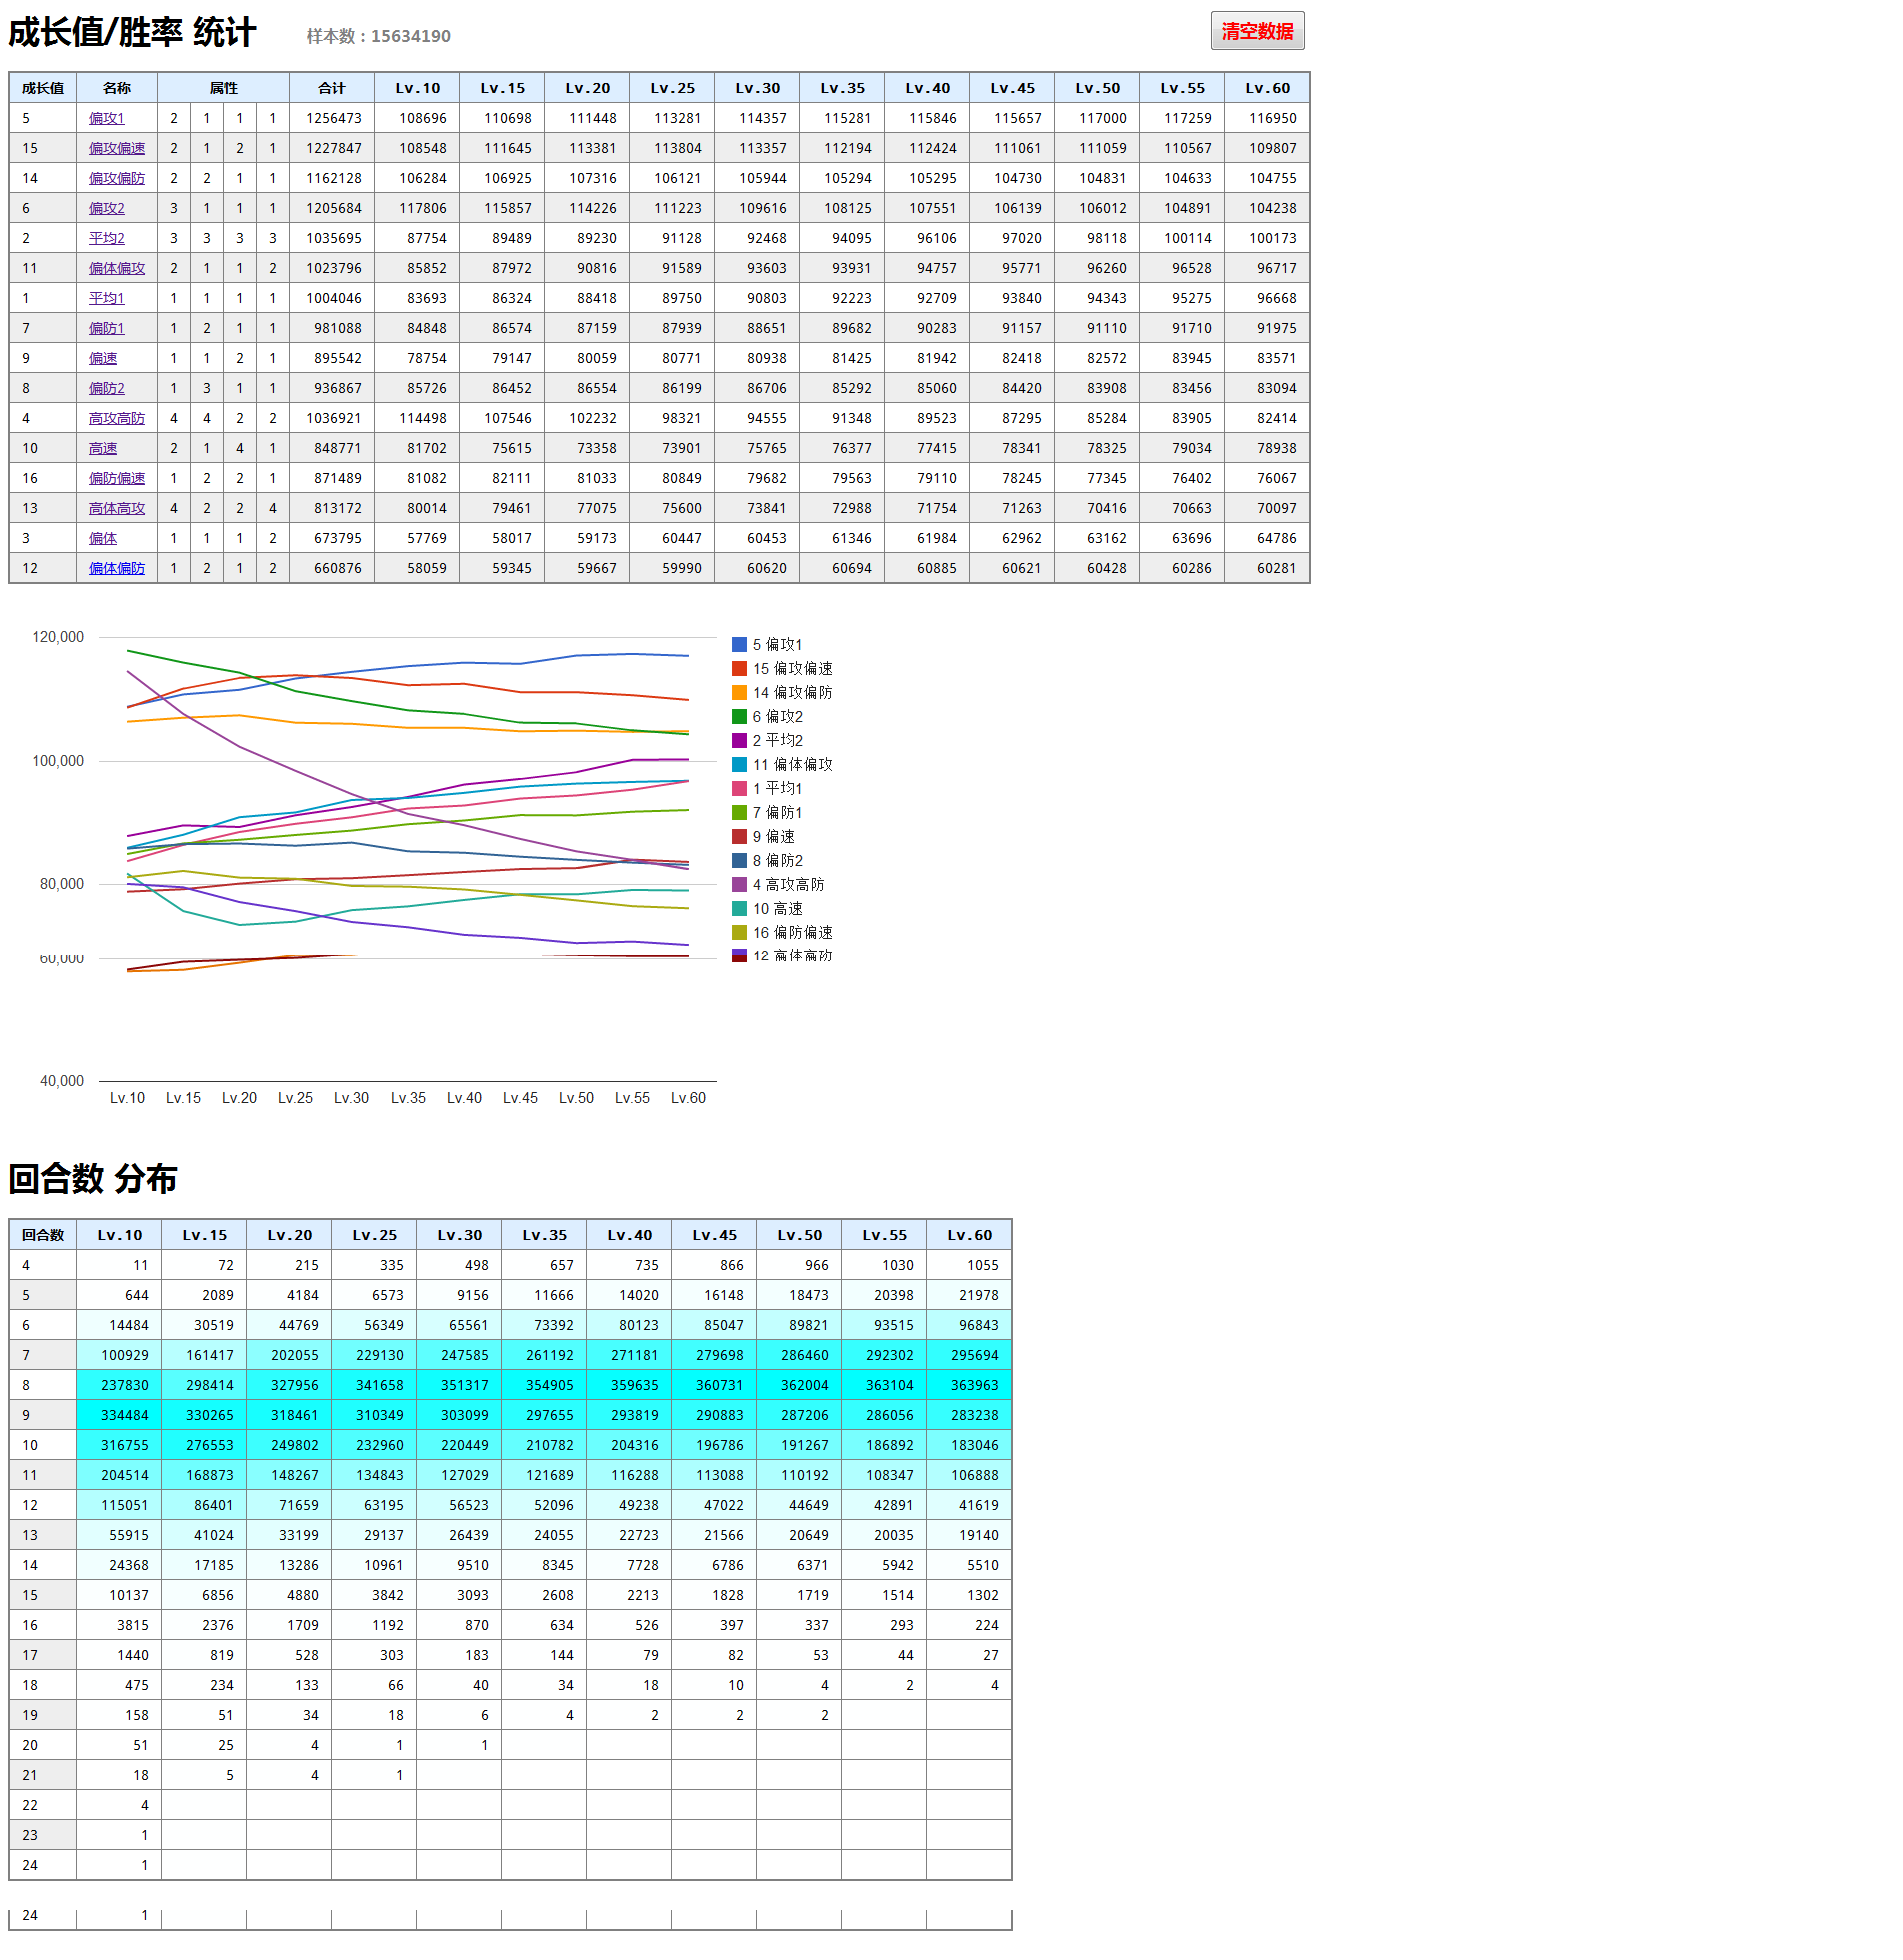 成长值/胜率 统计 样本数：15634190 清空数据
成长值 名称 属性 合计 Lv.10 Lv.15 Lv.20 Lv.25 Lv.30 Lv.35 Lv.40 Lv.45 Lv.50 Lv.55 Lv.60
5 偏攻1 2 1 1 1 1256473 108696 110698 111448 113281 114357 115281 115846 115657 117000 117259 116950
15 偏攻偏速 2 1 2 1 1227847 108548 111645 113381 113804 113357 112194 112424 111061 111059 110567 109807
14 偏攻偏防 2 2 1 1 1162128 106284 106925 107316 106121 105944 105294 105295 104730 104831 104633 104755
6 偏攻2 3 1 1 1 1205684 117806 115857 114226 111223 109616 108125 107551 106139 106012 104891 104238
2 平均2 3 3 3 3 1035695 87754 89489 89230 91128 92468 94095 96106 97020 98118 100114 100173
11 偏体偏攻 2 1 1 2 1023796 85852 87972 90816 91589 93603 93931 94757 95771 96260 96528 96717
1 平均1 1 1 1 1 1004046 83693 86324 88418 89750 90803 92223 92709 93840 94343 95275 96668
7 偏防1 1 2 1 1 981088 84848 86574 87159 87939 88651 89682 90283 91157 91110 91710 91975
9 偏速 1 1 2 1 895542 78754 79147 80059 80771 80938 81425 81942 82418 82572 83945 83571
8 偏防2 1 3 1 1 936867 85726 86452 86554 86199 86706 85292 85060 84420 83908 83456 83094
4 高攻高防 4 4 2 2 1036921 114498 107546 102232 98321 94555 91348 89523 87295 85284 83905 82414
10 高速 2 1 4 1 848771 81702 75615 73358 73901 75765 76377 77415 78341 78325 79034 78938
16 偏防偏速 1 2 2 1 871489 81082 82111 81033 80849 79682 79563 79110 78245 77345 76402 76067
13 高体高攻 4 2 2 4 813172 80014 79461 77075 75600 73841 72988 71754 71263 70416 70663 70097
3 偏体 1 1 1 2 673795 57769 58017 59173 60447 60453 61346 61984 62962 63162 63696 64786
12 偏体偏防 1 2 1 2 660876 58059 59345 59667 59990 60620 60694 60885 60621 60428 60286 60281
120,000
100,000
80,000
60,000
40,000
Lv.10 Lv.15 Lv.20 Lv.25 Lv.30 Lv.35 Lv.40 Lv.45 Lv.50 Lv.55 Lv.60
5 偏攻1
15 偏攻偏速
14 偏攻偏防
6 偏攻2
2 平均2
11 偏体偏攻
1 平均1
7 偏防1
9 偏速
8 偏防2
4 高攻高防
10 高速
16 偏防偏速
回合数 分布
回合数 Lv.10 Lv.15 Lv.20 Lv.25 Lv.30 Lv.35 Lv.40 Lv.45 Lv.50 Lv.55 Lv.60
4 11 72 215 335 498 657 735 866 966 1030 1055
5 644 2089 4184 6573 9156 11666 14020 16148 18473 20398 21978
6 14484 30519 44769 56349 65561 73392 80123 85047 89821 93515 96843
7 100929 161417 202055 229130 247585 261192 271181 279698 286460 292302 295694
8 237830 298414 327956 341658 351317 354905 359635 360731 362004 363104 363963
9 334484 330265 318461 310349 303099 297655 293819 290883 287206 286056 283238
10 316755 276553 249802 232960 220449 210782 204316 196786 191267 186892 183046
11 204514 168873 148267 134843 127029 121689 116288 113088 110192 108347 106888
12 115051 86401 71659 63195 56523 52096 49238 47022 44649 42891 41619
13 55915 41024 33199 29137 26439 24055 22723 21566 20649 20035 19140
14 24368 17185 13286 10961 9510 8345 7728 6786 6371 5942 5510
15 10137 6856 4880 3842 3093 2608 2213 1828 1719 1514 1302
16 3815 2376 1709 1192 870 634 526 397 337 293 224
17 1440 819 528 303 183 144 79 82 53 44 27
18 475 234 133 66 40 34 18 10 4 2 4
19 158 51 34 18 6 4 2 2 2
20 51 25 4 1 1
21 18 5 4 1
22 4
23 1
24 1
24 1